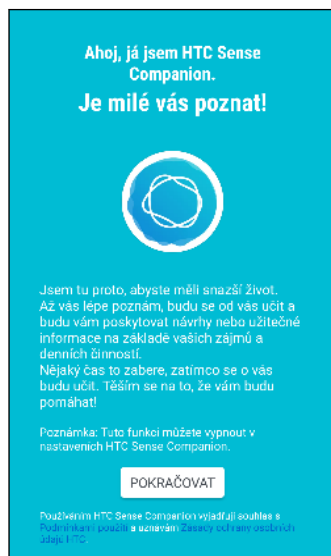 Ahoj, já jsem HTC Sense
Companion.
Je milé vás poznat!
Jsem tu proto, abyste měli snazší život.
Až vás lépe poznám, budu se od vás učit a
budu vám poskytovat návrhy nebo užitečné
informace na základě vašich zájmů a
denních činností.
Nějaký čas to zabere, zatímco se o vás
budu učit. Těším se na to, že vám budu
pomáhat!
Poznámka: Tuto funkci můžete vypnout v
nastaveních HTC Sense Companion.
POKRAČOVAT
Používáním HTC Sense Companion vyjadřuji souhlas s
Podmínkami použití a uznávám Zásady ochrany osobních
údajů HTC.